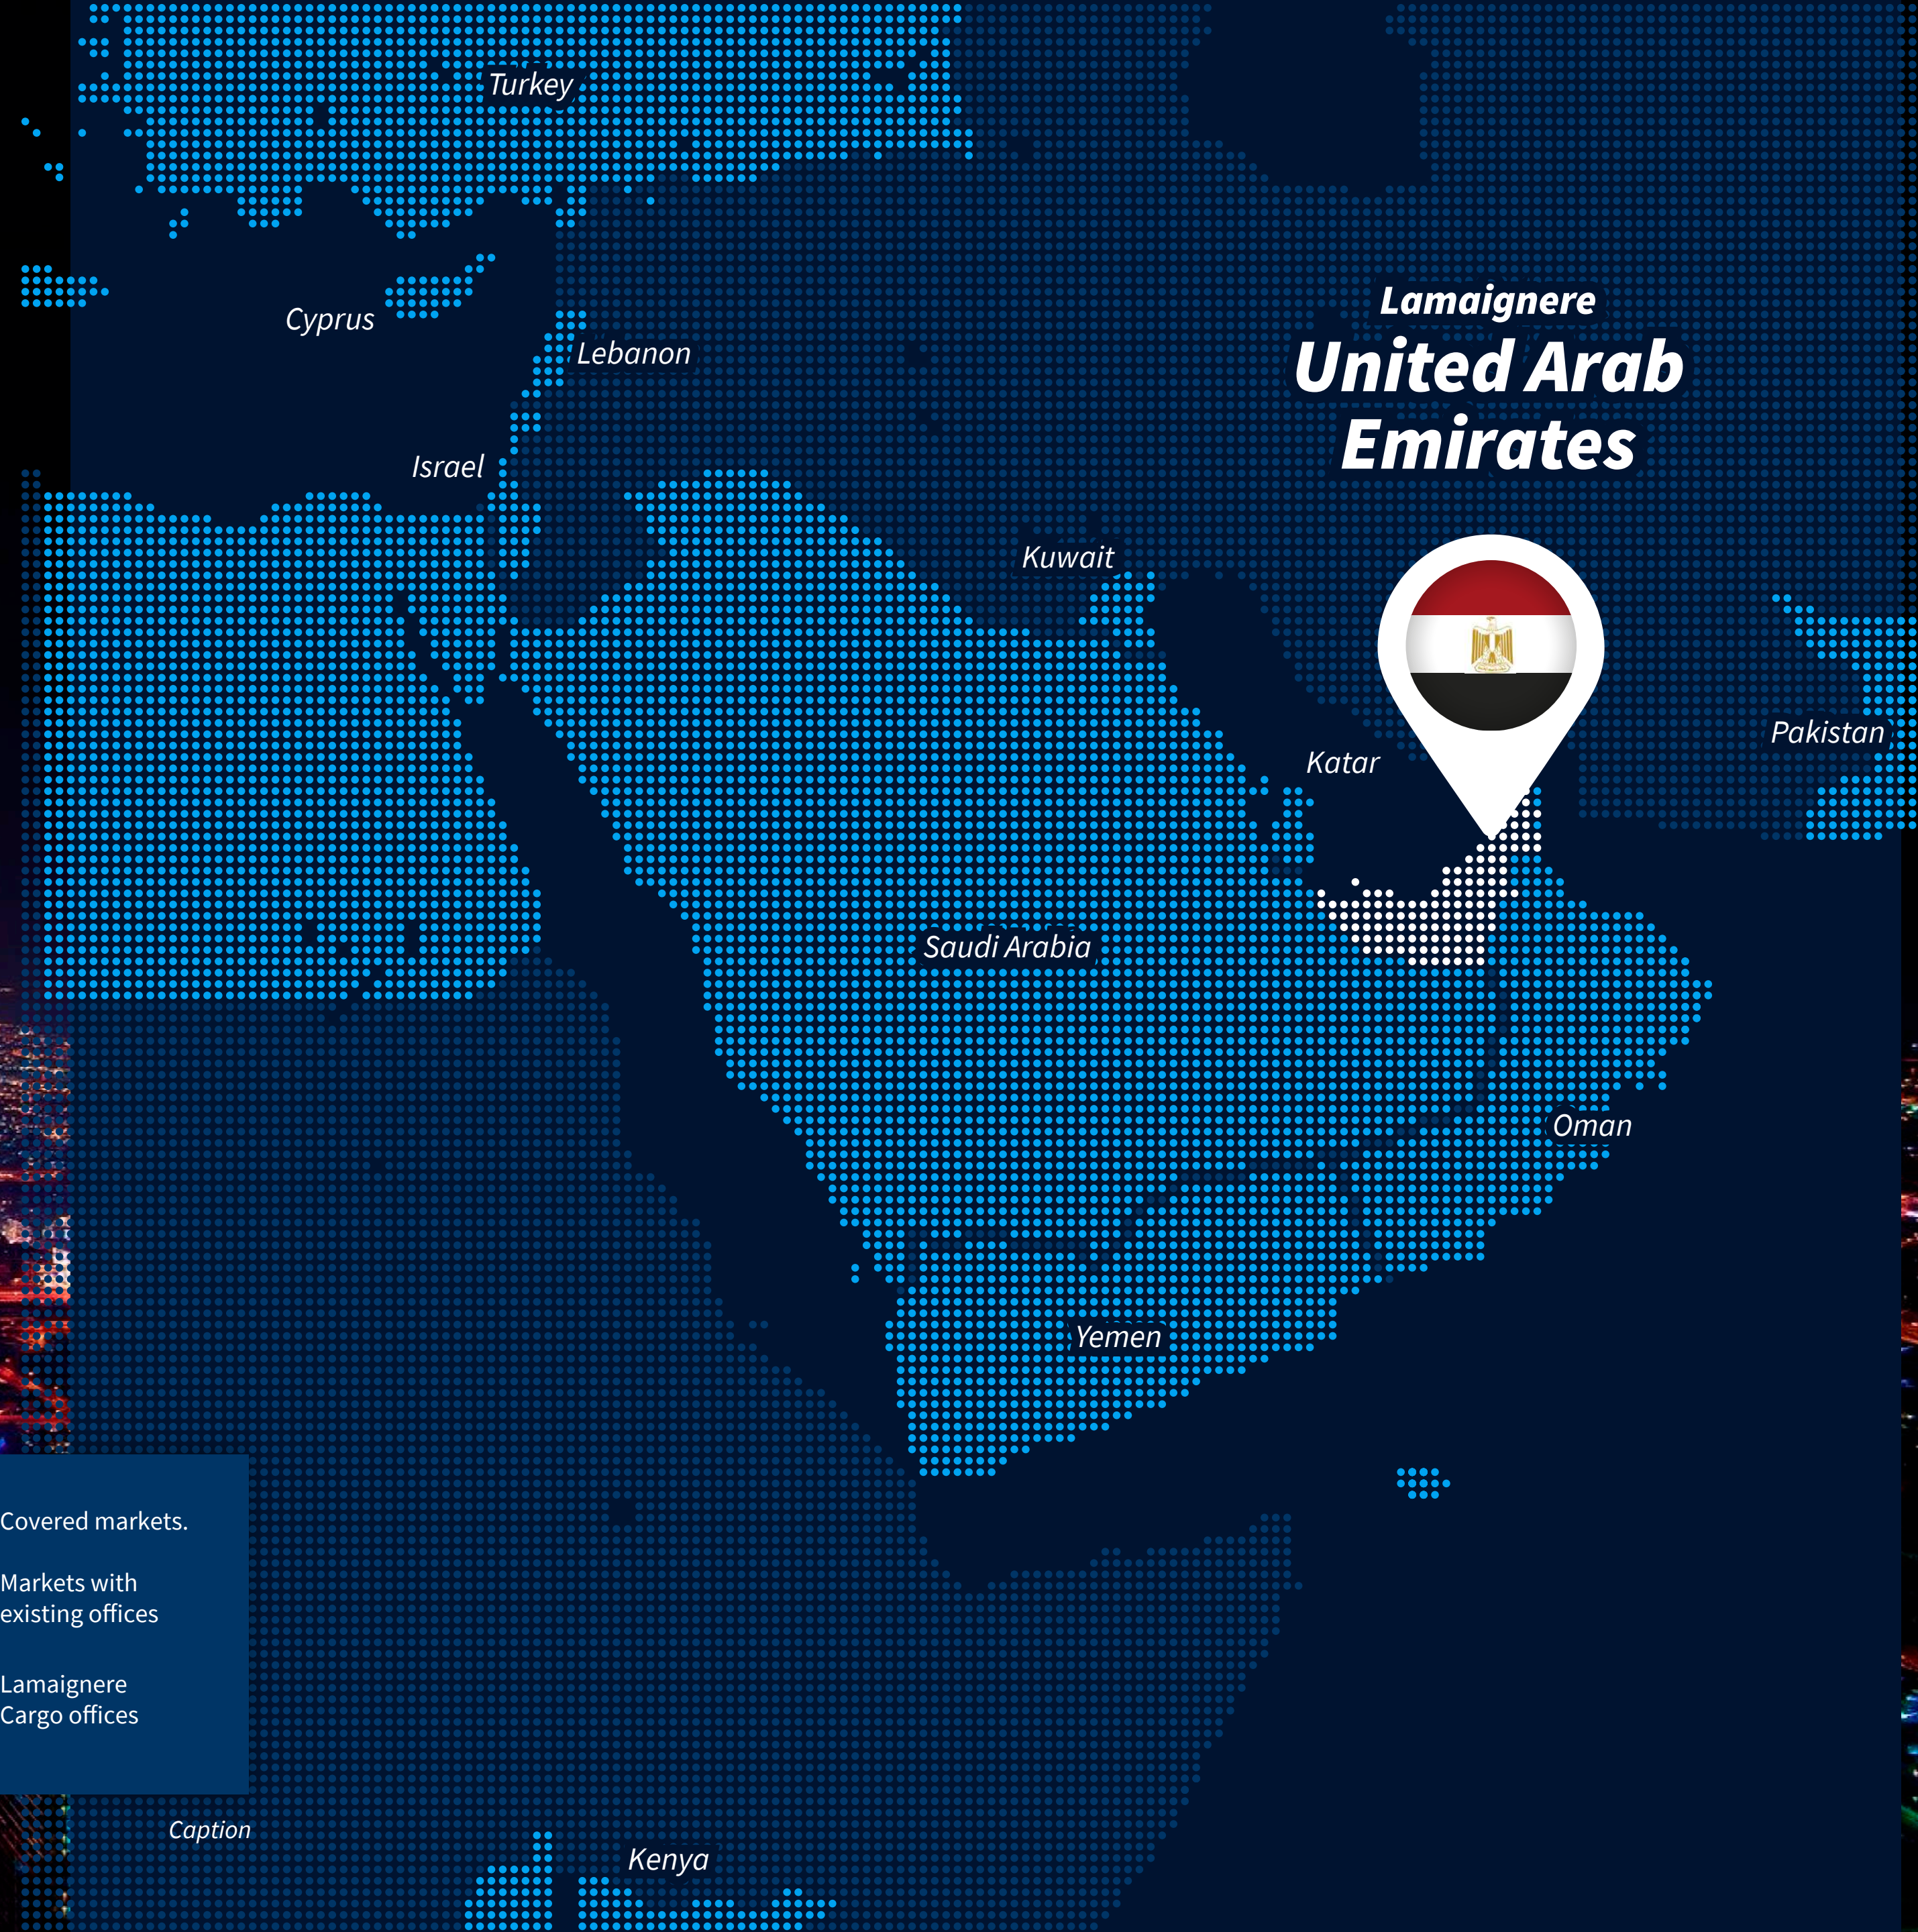 Turkey
Cyprus
Lebanon
Israel
Lamaignere
United Arab
Emirates
Kuwait
Katar
Pakistan
Saudi Arabia
Oman
Yemen
Covered markets.
Markets with
existing offices
Lamaignere
Cargo offices
Caption
Kenya